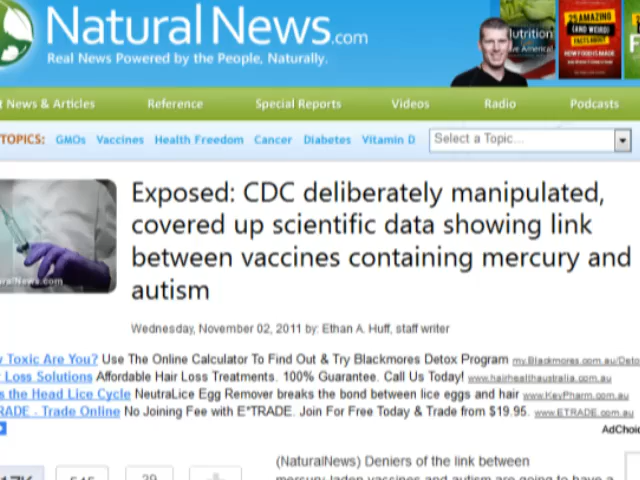 NaturalNews.com
Real News Powered by the People, Naturally.
News & Articles Reference Special Reports Videos Radio Podcasts
TOPICS: GMOs Vaccines Health Freedom Cancer Diabetes Vitamin D Select a Topic...
Exposed: CDC deliberately manipulated,
covered up scientific data showing link
between vaccines containing mercury and
autism
Wednesday, November 02, 2011 by: Ethan A. Huff, staff writer
Toxic Are You? Use The Online Calculator To Find Out & Try Blackmores Detox Program
Loss Solutions Affordable Hair Loss Treatments. 100% Guarantee. Call Us Today! www.hairhealthaustralia.com.au
the Head Lice Cycle NeutraLice Egg Remover breaks the bond between lice eggs and hair www.KeyPharm.com.au
- Trade Online No Joining Fee with E*TRADE. Join For Free Today & Trade from $19.95. www.ETRADE.com.au
(NaturalNews) Deniers of the link between